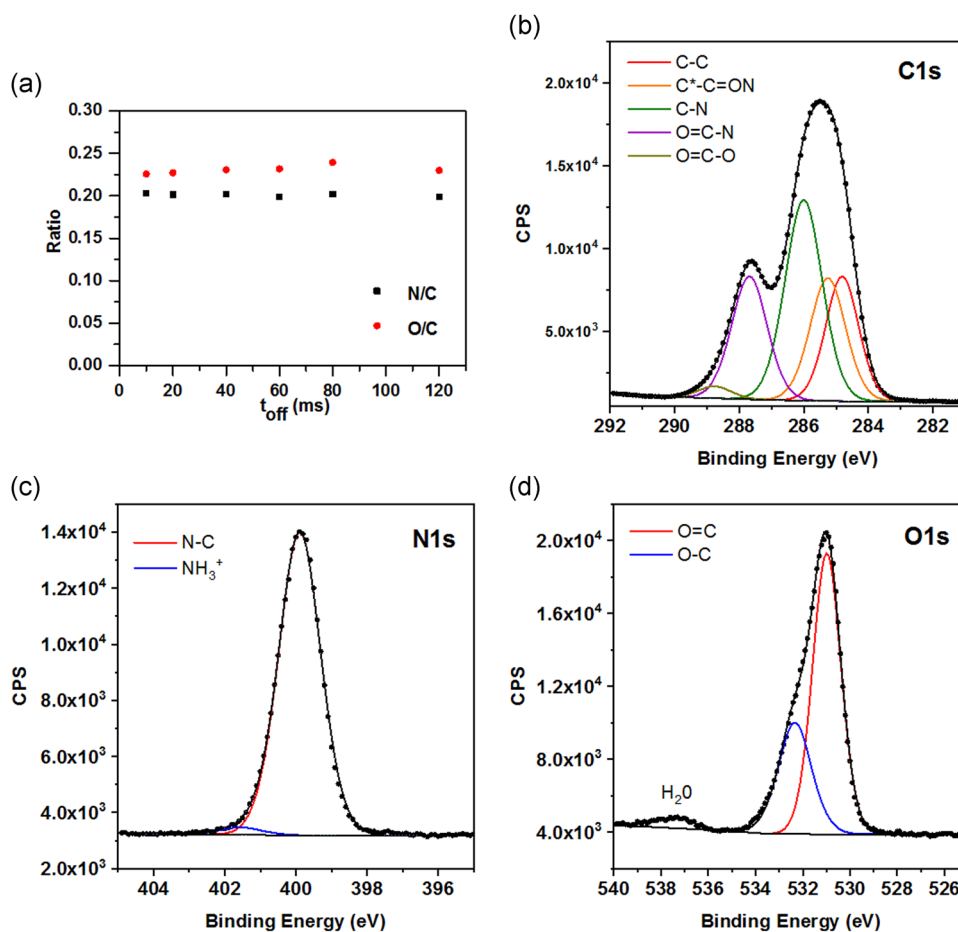 (a)
0.30
0.25
0.20
0.15
0.10
0.05
0.00
Ratio
N/C
O/C
0 20 40 60 80 100 120
t_off (ms)
(b)
C1s
C-C
C*-C=ON
C-N
O=C-N
O=C-O
2.0x10⁴
1.5x10⁴
1.0x10⁴
5.0x10³
CPS
292 290 288 286 284 282
Binding Energy (eV)
(c)
N1s
N-C
NH₃⁺
1.4x10⁴
1.2x10⁴
1.0x10⁴
8.0x10³
6.0x10³
4.0x10³
2.0x10³
CPS
404 402 400 398 396
Binding Energy (eV)
(d)
O1s
O=C
O-C
2.0x10⁴
1.6x10⁴
1.2x10⁴
8.0x10³
4.0x10³
CPS
H₂0
540 538 536 534 532 530 528 526
Binding Energy (eV)